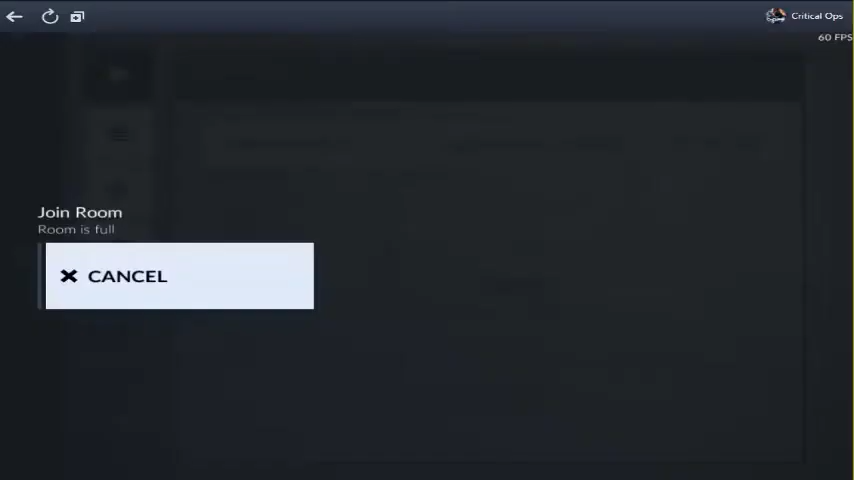 Critical Ops
60 FPS
Join Room
Room is full
CANCEL